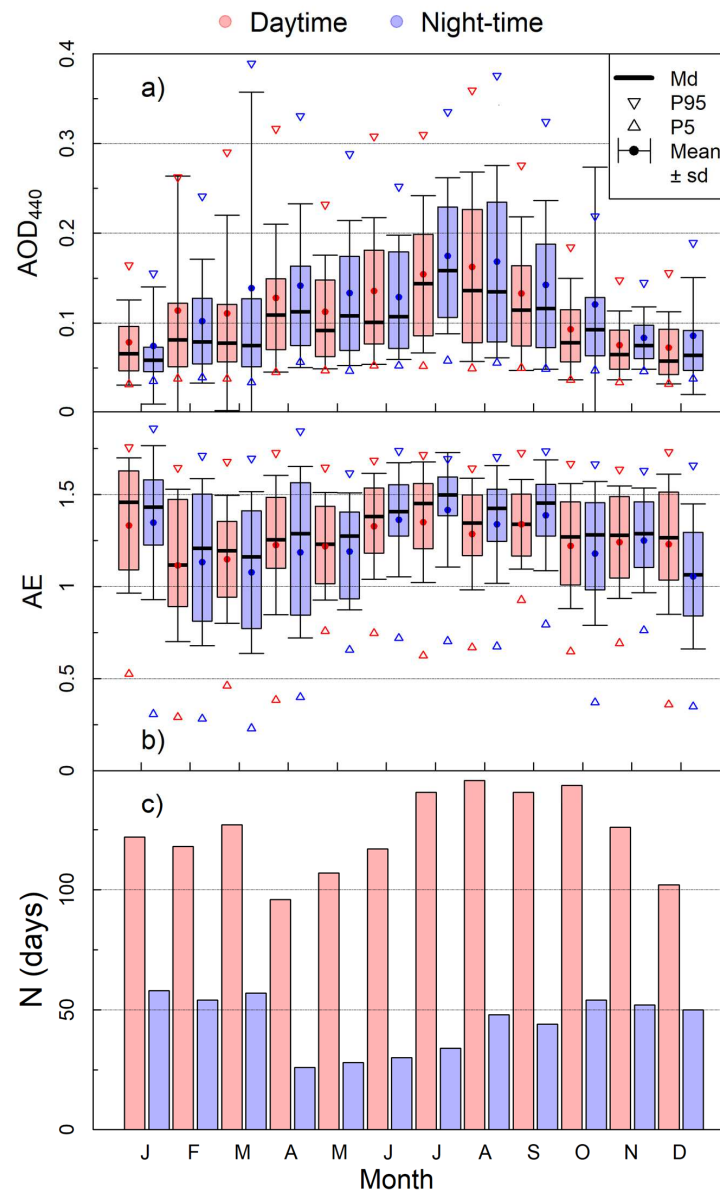 Daytime Night-time
a)
Md
P95
P5
Mean
± sd
AOD440
0.4
0.3
0.2
0.1
0
AE
1.5
1
0.5
0
b)
c)
N (days)
100
50
0
J F M A M J J A S O N D
Month